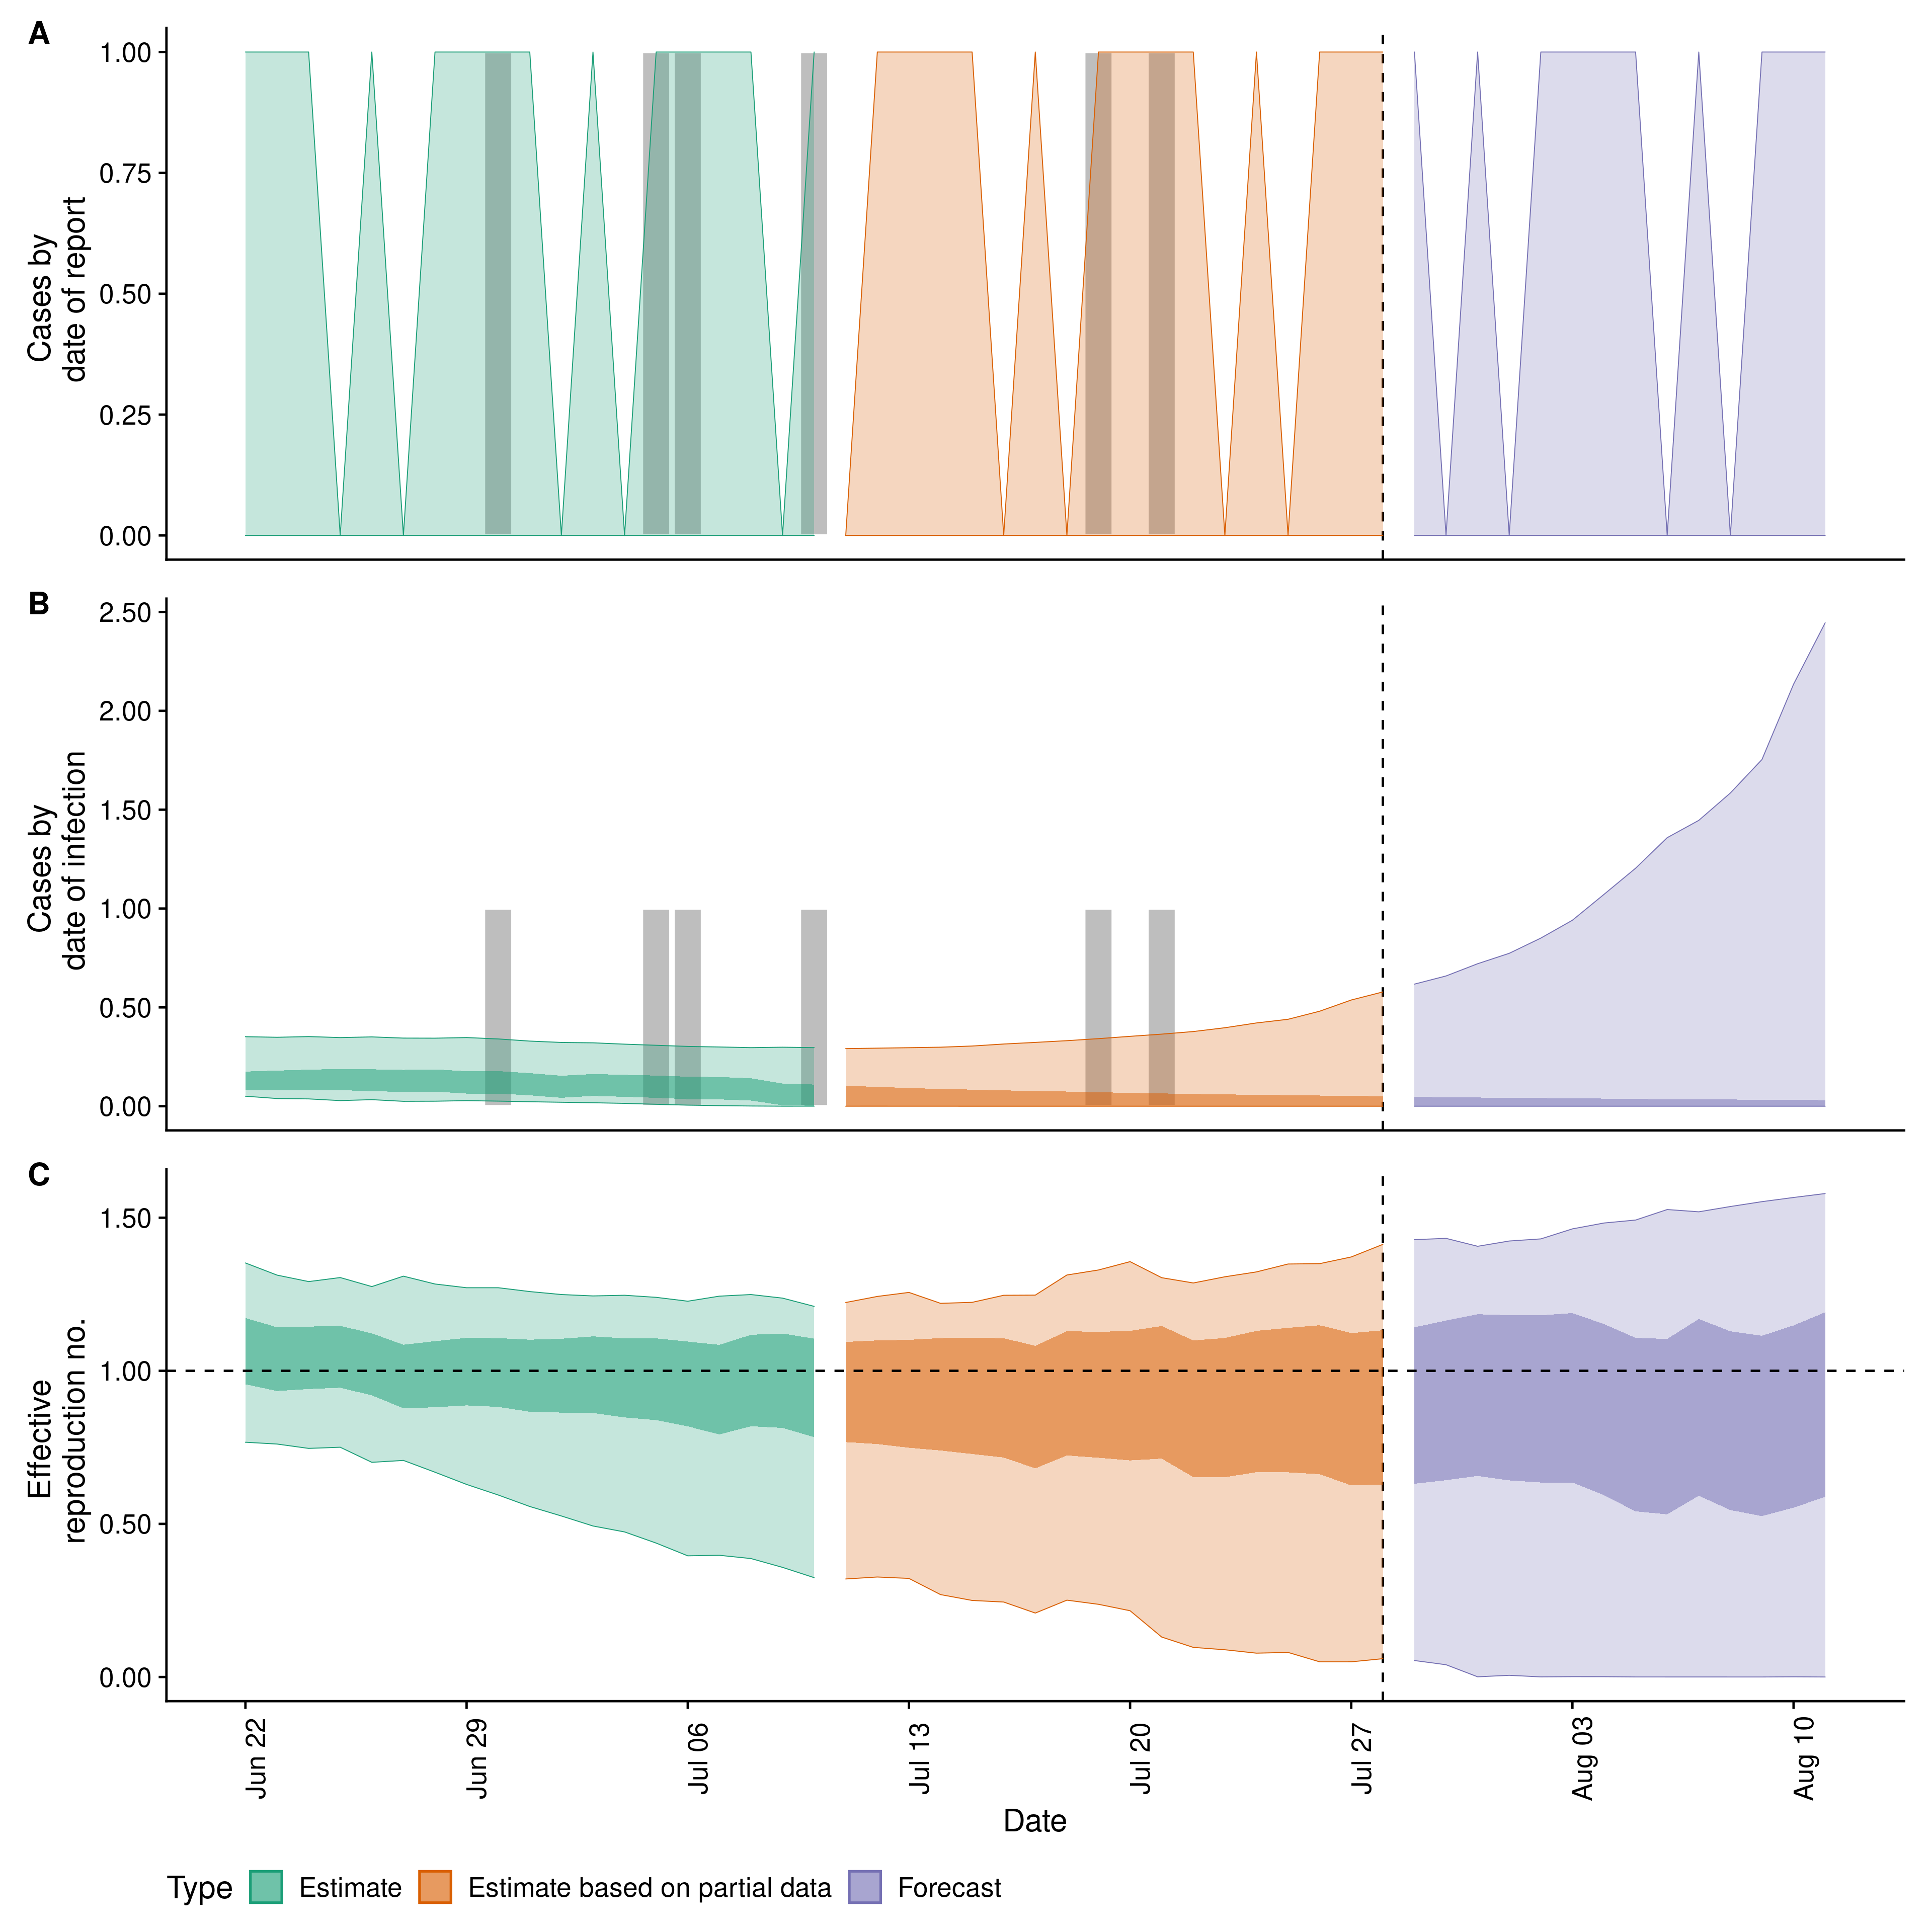 A
1.00
0.75
0.50
0.25
0.00
Cases by
date of report
B
2.50
2.00
1.50
1.00
0.50
0.00
Cases by
date of infection
C
1.50
1.00
0.50
0.00
Effective
reproduction no.
Jun 22
Jun 29
Jul 06
Jul 13
Jul 20
Jul 27
Aug 03
Aug 10
Date
Type Estimate Estimate based on partial data Forecast